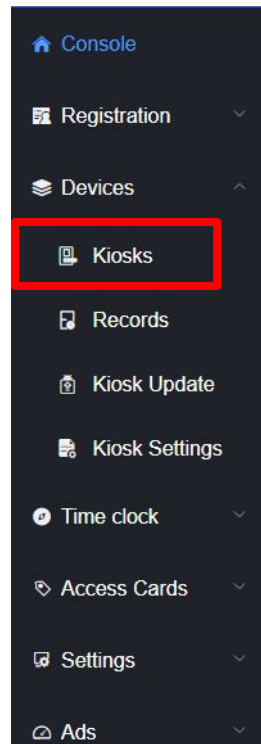 Console
Registration
Devices
Kiosks
Records
Kiosk Update
Kiosk Settings
Time clock
Access Cards
Settings
Ads